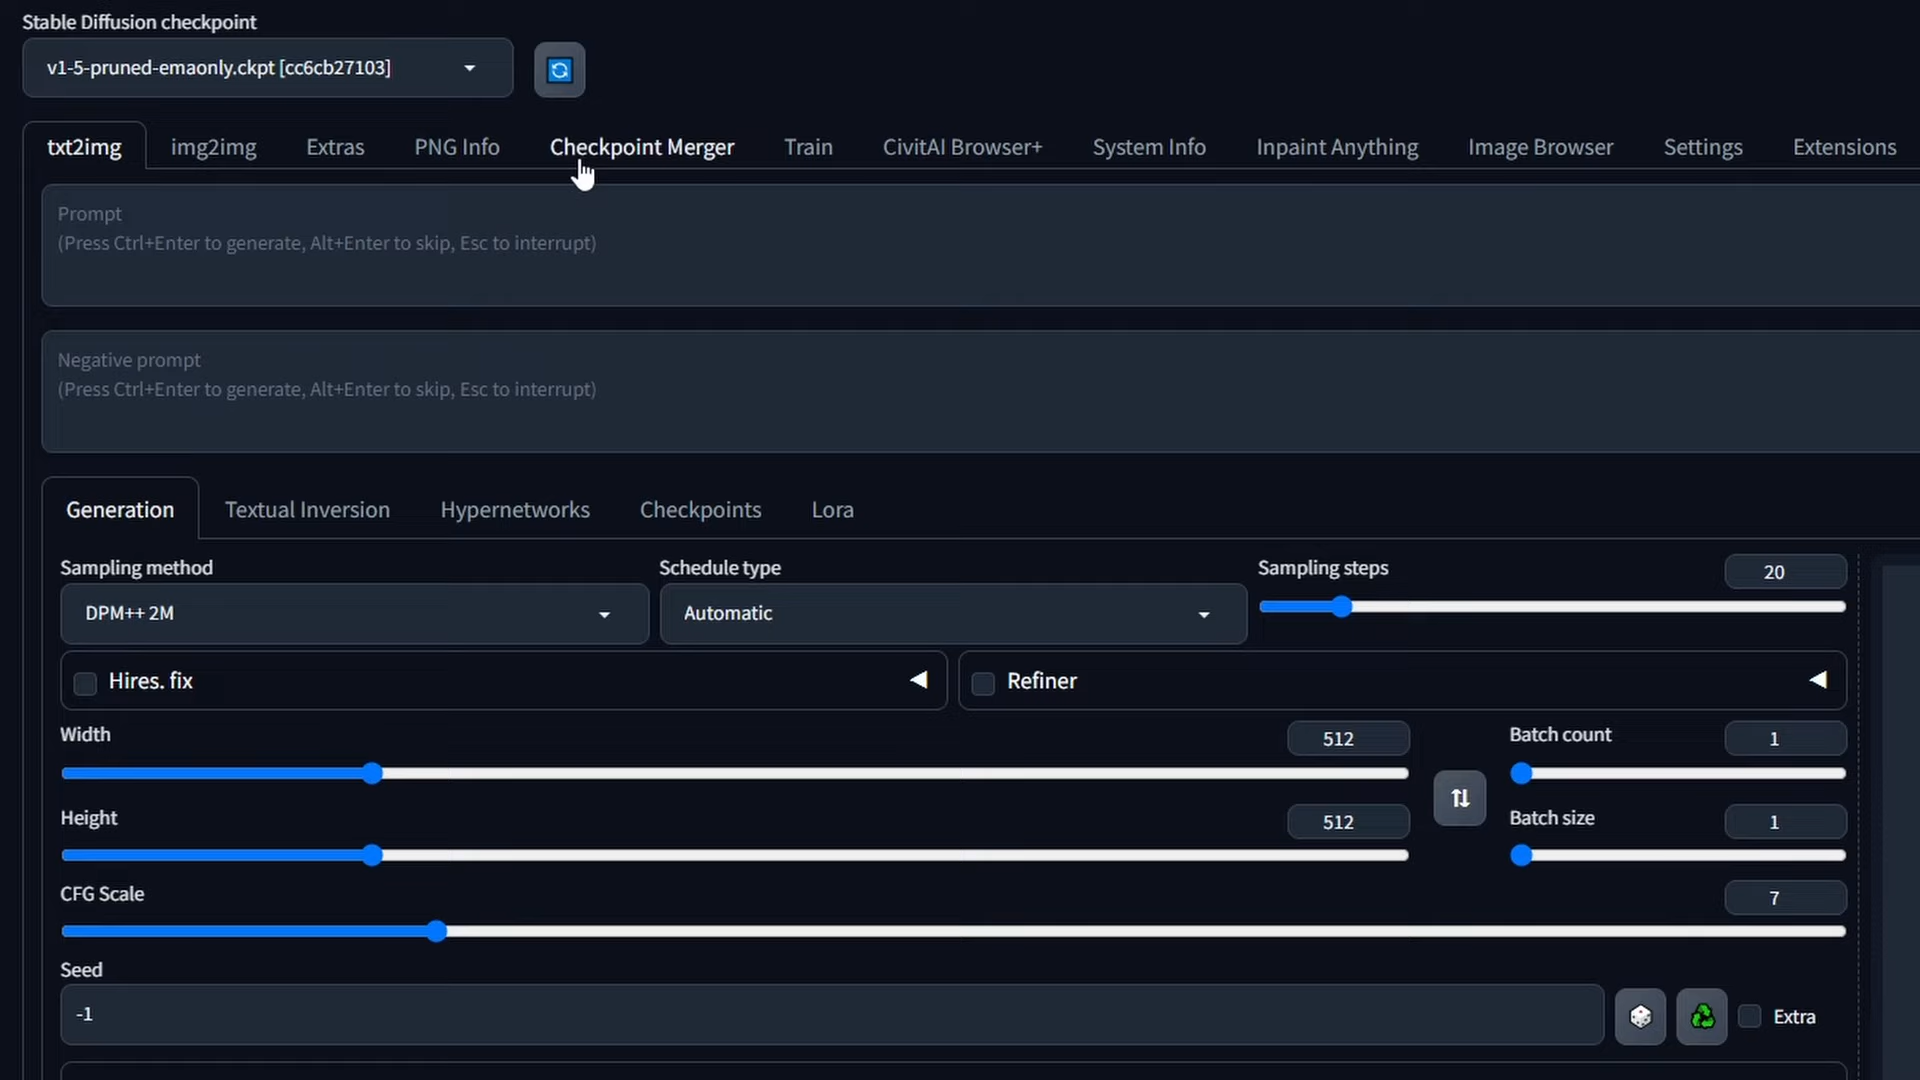 Stable Diffusion checkpoint
v1-5-pruned-emaonly.ckpt [cc6cb27103]
txt2img img2img Extras PNG Info Checkpoint Merger Train CivitAI Browser+ System Info Inpaint Anything Image Browser Settings Extensions
Prompt
(Press Ctrl+Enter to generate, Alt+Enter to skip, Esc to interrupt)
Negative prompt
(Press Ctrl+Enter to generate, Alt+Enter to skip, Esc to interrupt)
Generation Textual Inversion Hypernetworks Checkpoints Lora
Sampling method Schedule type Sampling steps 20
DPM++ 2M Automatic
Hires. fix Refiner
Width 512 Batch count 1
Height 512 Batch size 1
CFG Scale 7
Seed
-1 Extra